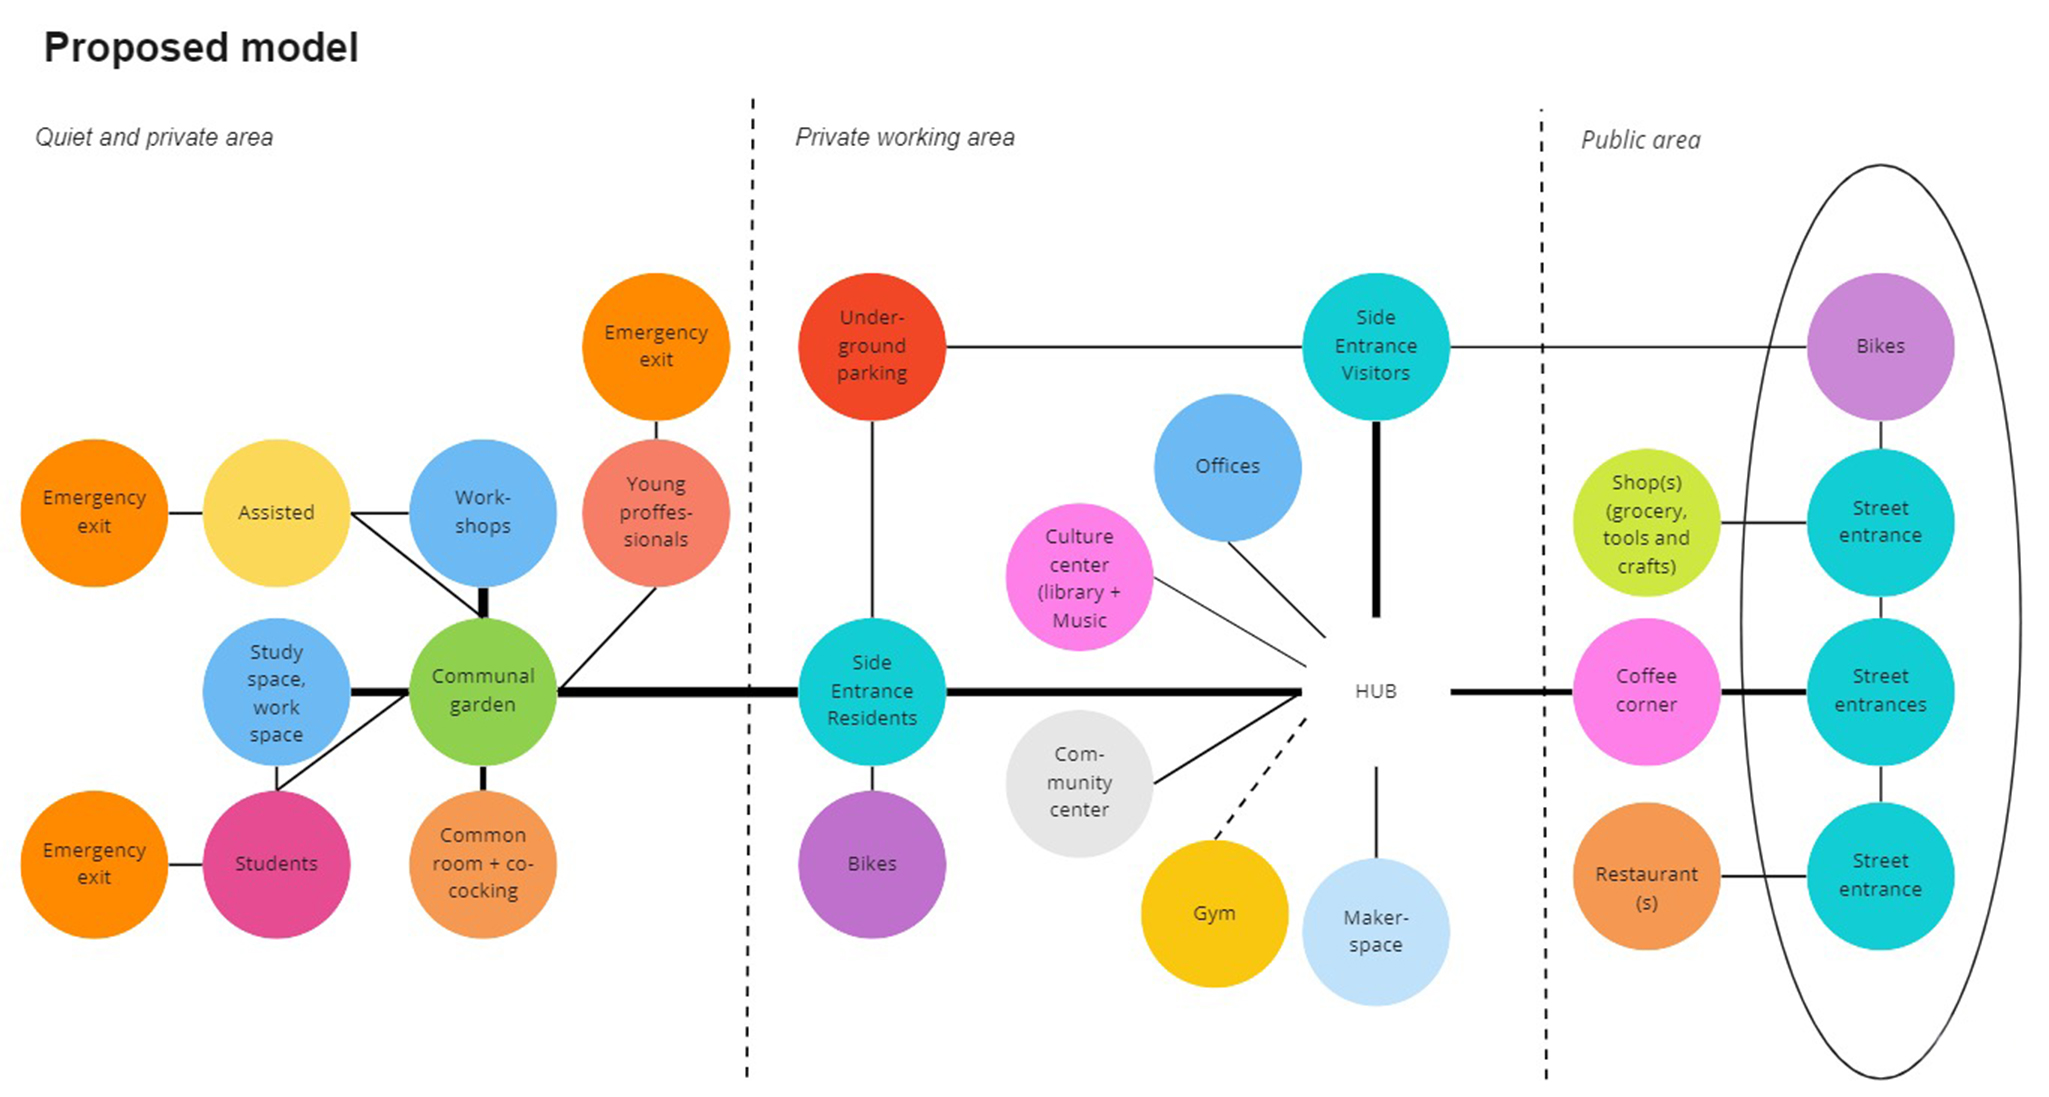 Proposed model
Quiet and private area
Private working area
Public area
Emergency
exit
Under-
ground
parking
Side
Entrance
Visitors
Bikes
Emergency
exit
Assisted
Work-
shops
Young
proffes-
sionals
Offices
Culture
center
(library +
Music
Shop(s)
(grocery,
tools and
crafts)
Street
entrance
Study
space,
work
space
Communal
garden
Side
Entrance
Residents
HUB
Coffee
corner
Street
entrances
Com-
munity
center
Emergency
exit
Students
Common
room + co-
cocking
Bikes
Gym
Maker-
space
Restaurant
(s)
Street
entrance